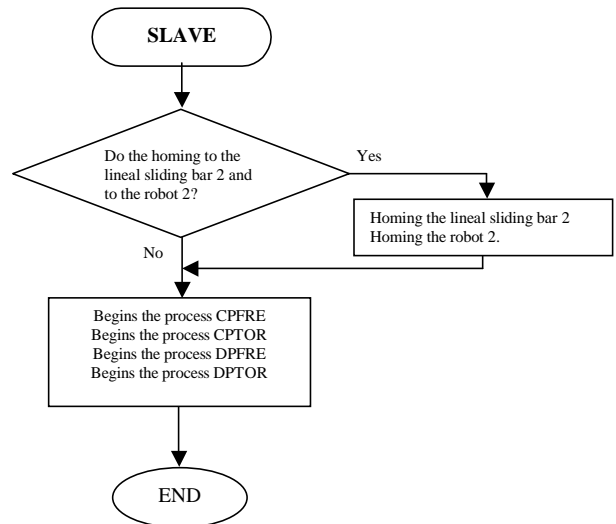 SLAVE
Do the homing to the
lineal sliding bar 2 and
to the robot 2?
Yes
Homing the lineal sliding bar 2
Homing the robot 2.
No
Begins the process CPFRE
Begins the process CPTOR
Begins the process DPFRE
Begins the process DPTOR
END